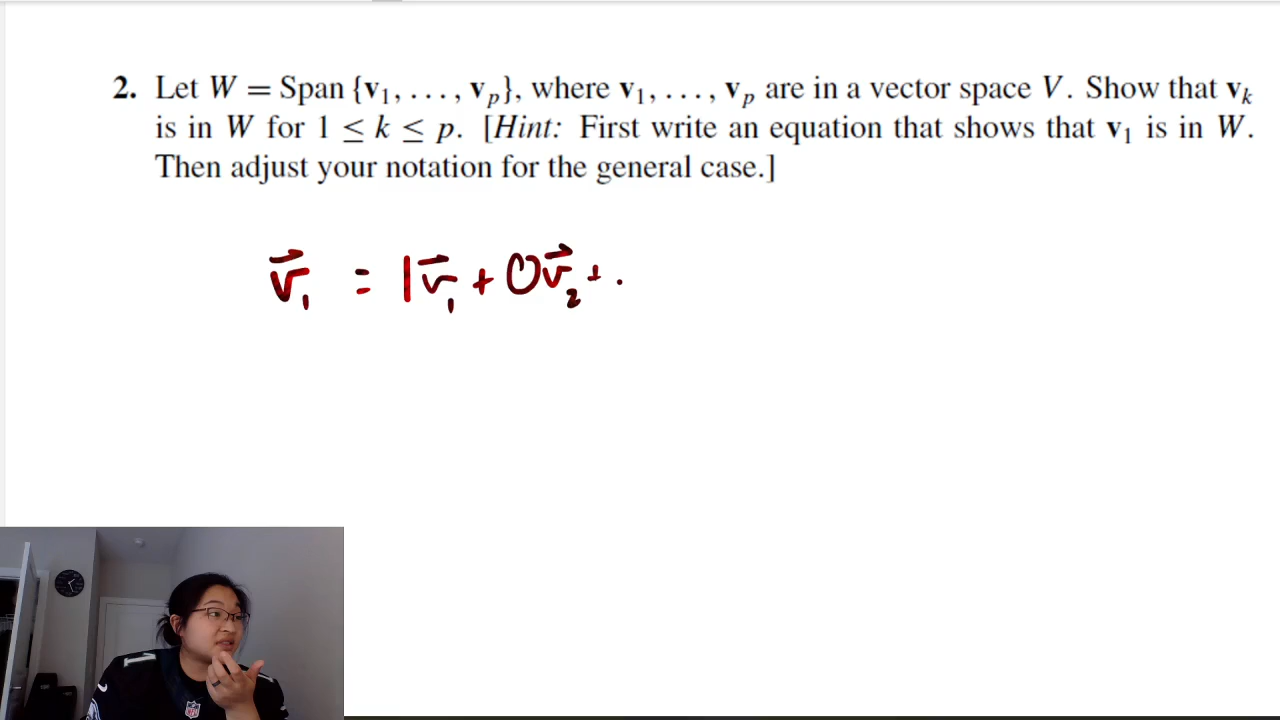 2. Let W = Span {v₁, . . . , vₚ}, where v₁, . . . , vₚ are in a vector space V. Show that vₖ
is in W for 1 ≤ k ≤ p. [Hint: First write an equation that shows that v₁ is in W.
Then adjust your notation for the general case.]
v⃗₁ = 1v⃗₁ + 0v⃗₂ + .
1
NFL